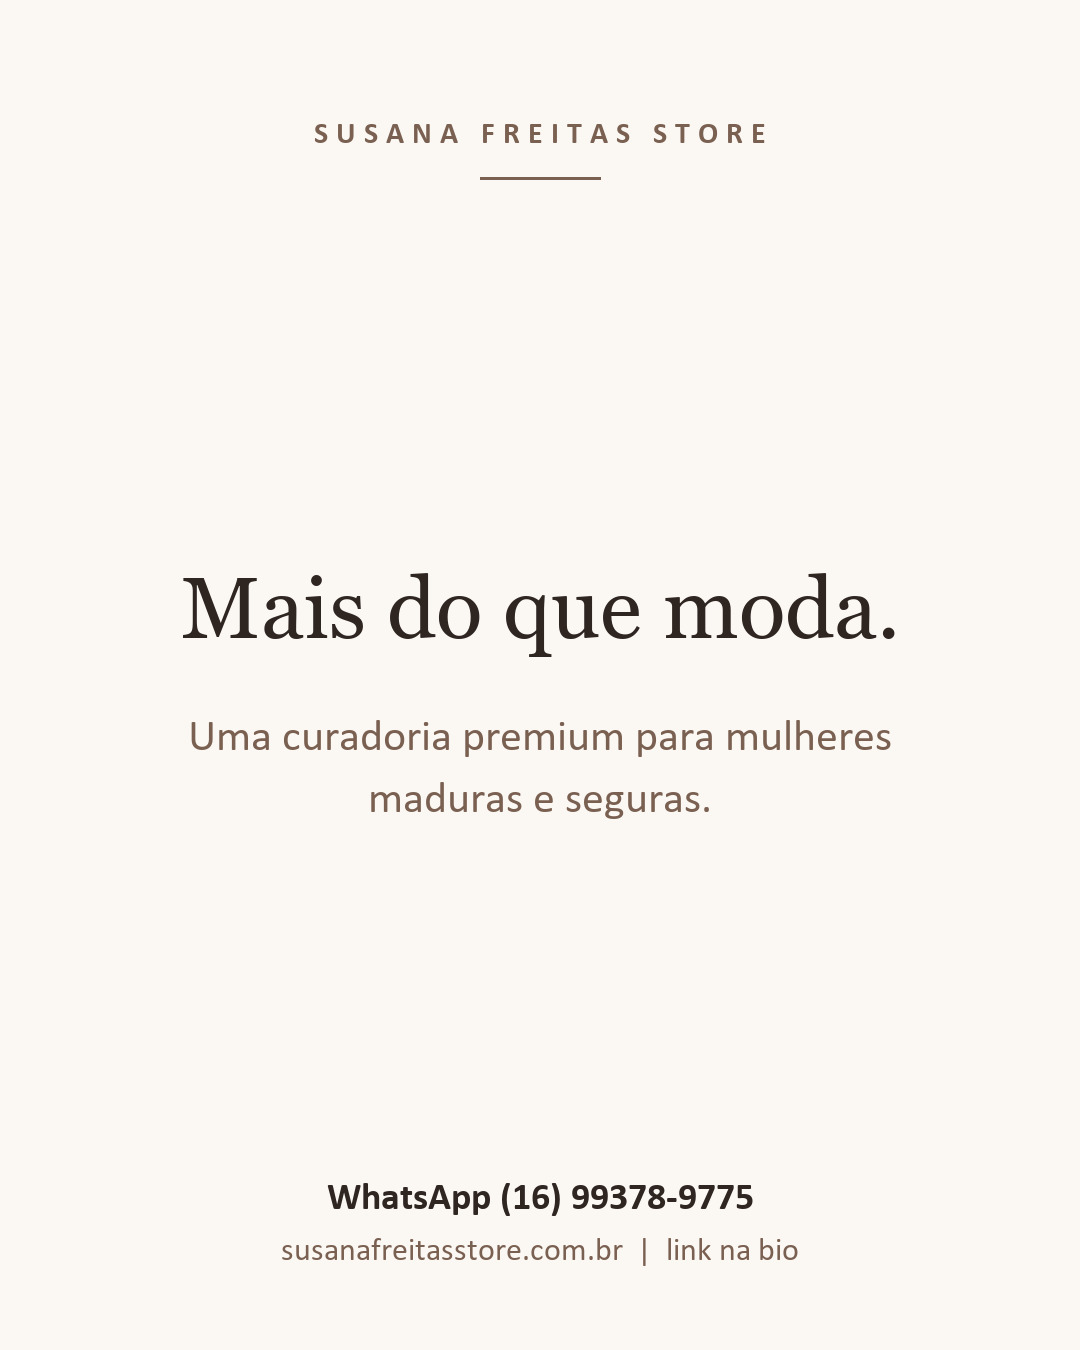 SUSANA FREITAS STORE
Mais do que moda.
Uma curadoria premium para mulheres
maduras e seguras.
WhatsApp (16) 99378-9775
susanafreitasstore.com.br | link na bio